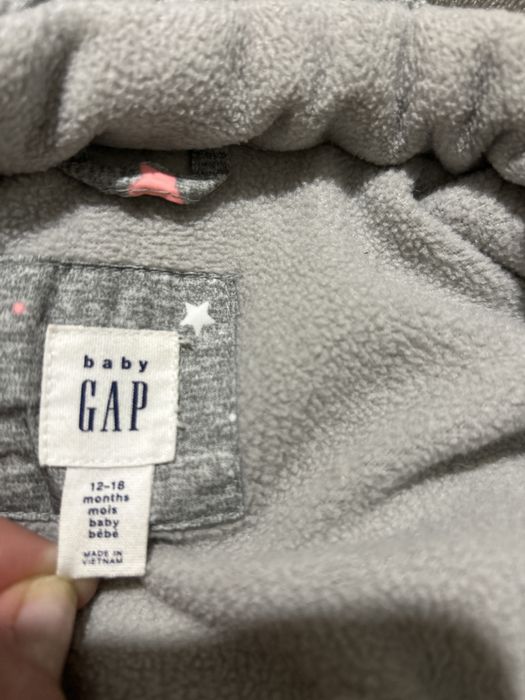 baby
GAP
12-18
months
mois
baby
bébé
MADE IN
VIETNAM